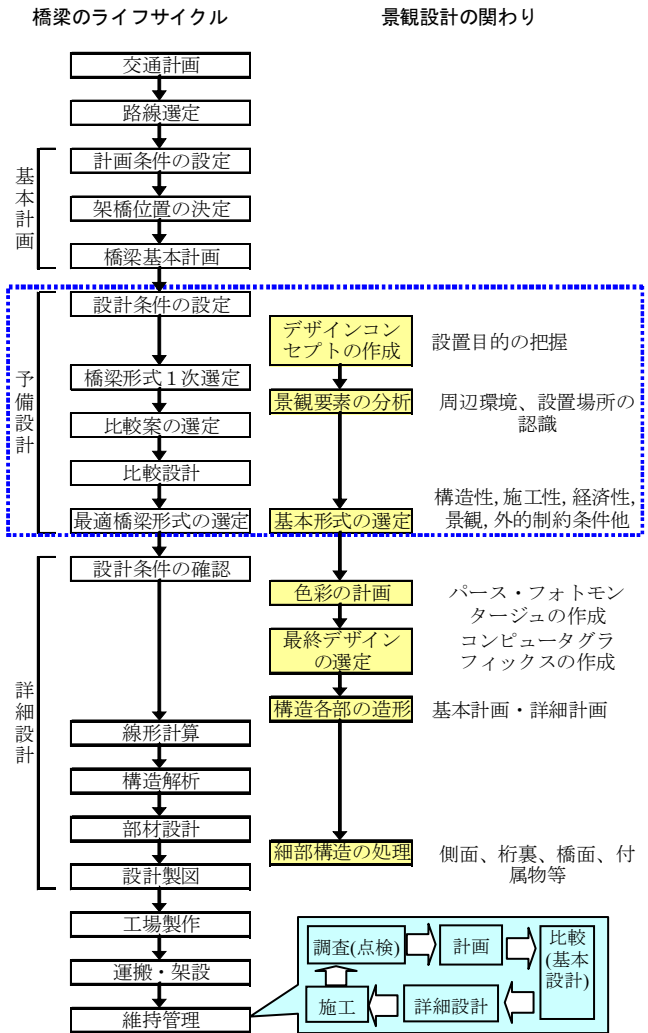 橋梁のライフサイクル
景観設計の関わり
交通計画
路線選定
基本計画
計画条件の設定
架橋位置の決定
橋梁基本計画
予備設計
設計条件の設定
橋梁形式１次選定
比較案の選定
比較設計
最適橋梁形式の選定
デザインコン
セプトの作成
設置目的の把握
景観要素の分析
周辺環境、設置場所の
認識
基本形式の選定
構造性,施工性,経済性,
景観,外的制約条件他
詳細設計
設計条件の確認
線形計算
構造解析
部材設計
設計製図
色彩の計画
パース・フォトモン
タージュの作成
最終デザイン
の選定
コンピュータグラ
フィックスの作成
構造各部の造形
基本計画・詳細計画
細部構造の処理
側面、桁裏、橋面、付
属物等
工場製作
運搬・架設
維持管理
調査(点検)
計画
比較
(基本
設計)
詳細設計
施工